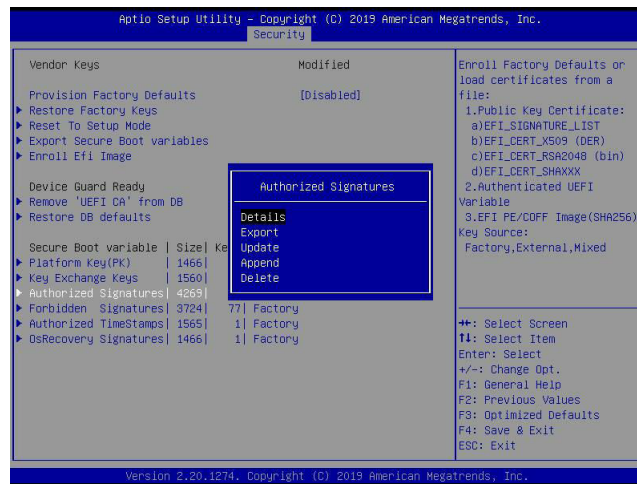 Aptio Setup Utility – Copyright (C) 2019 American Megatrends, Inc.
Security
Vendor Keys Modified
Provision Factory Defaults [Disabled]
Restore Factory Keys
Reset To Setup Mode
Export Secure Boot variables
Enroll Efi Image
Device Guard Ready
Remove 'UEFI CA' from DB
Restore DB defaults
Secure Boot variable | Size| Ke
Platform Key(PK) | 1466|
Key Exchange Keys | 1560|
Authorized Signatures| 4269|
Forbidden Signatures| 3724| 77| Factory
Authorized TimeStamps| 1565| 1| Factory
OsRecovery Signatures| 1466| 1| Factory
Authorized Signatures
Details
Export
Update
Append
Delete
Enroll Factory Defaults or
load certificates from a
file:
1.Public Key Certificate:
a)EFI_SIGNATURE_LIST
b)EFI_CERT_X509 (DER)
c)EFI_CERT_RSA2048 (bin)
d)EFI_CERT_SHAXXX
2.Authenticated UEFI
Variable
3.EFI PE/COFF Image(SHA256)
Key Source:
Factory,External,Mixed
→←: Select Screen
↑↓: Select Item
Enter: Select
+/-: Change Opt.
F1: General Help
F2: Previous Values
F3: Optimized Defaults
F4: Save & Exit
ESC: Exit
Version 2.20.1274. Copyright (C) 2019 American Megatrends, Inc.